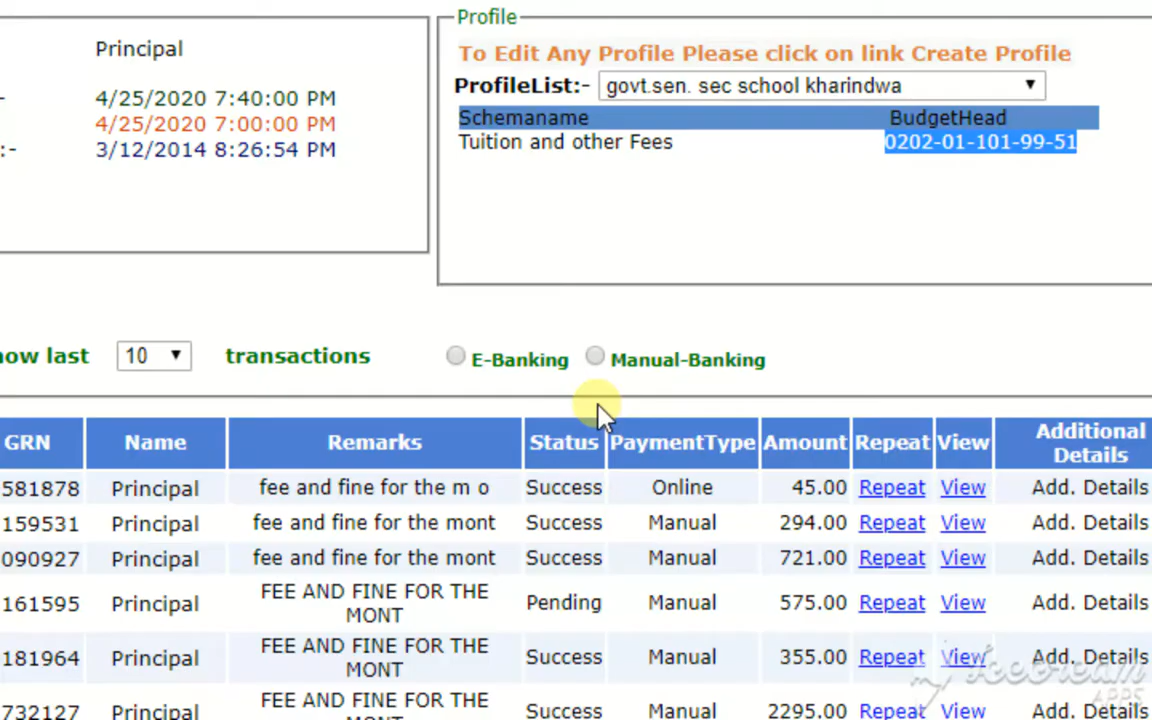 Profile
Principal
To Edit Any Profile Please click on link Create Profile
ProfileList:- govt.sen. sec school kharindwa
4/25/2020 7:40:00 PM
Schemaname BudgetHead
4/25/2020 7:00:00 PM
Tuition and other Fees 0202-01-101-99-51
:- 3/12/2014 8:26:54 PM
ow last 10 transactions E-Banking Manual-Banking
GRN Name Remarks Status PaymentType Amount Repeat View Additional Details
581878 Principal fee and fine for the m o Success Online 45.00 Repeat View Add. Details
159531 Principal fee and fine for the mont Success Manual 294.00 Repeat View Add. Details
090927 Principal fee and fine for the mont Success Manual 721.00 Repeat View Add. Details
161595 Principal FEE AND FINE FOR THE MONT Pending Manual 575.00 Repeat View Add. Details
181964 Principal FEE AND FINE FOR THE MONT Success Manual 355.00 Repeat View Add. Details
732127 Principal FEE AND FINE FOR THE MONT Success Manual 2295.00 Repeat View Add. Details
Icecream
APPS